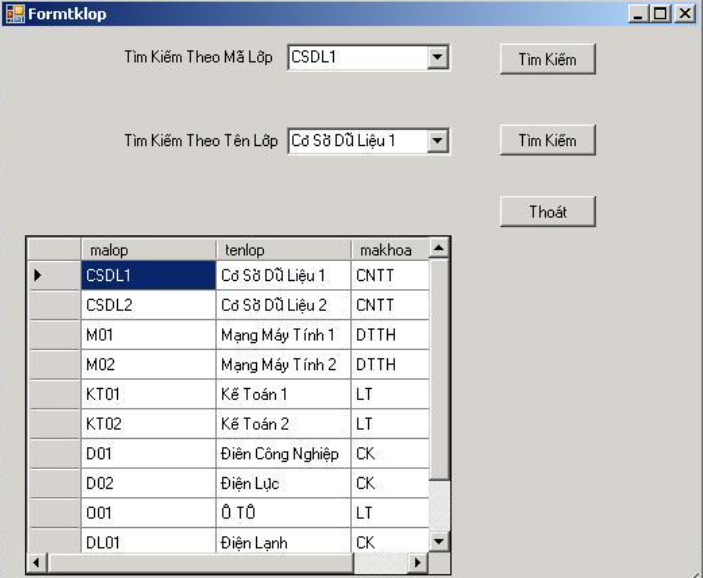 Formtklop
Tìm Kiếm Theo Mã Lớp CSDL1 Tìm Kiếm
Tìm Kiếm Theo Tên Lớp Cơ Sở Dữ Liệu 1 Tìm Kiếm
Thoát
malop tenlop makhoa
CSDL1 Cơ Sở Dữ Liệu 1 CNTT
CSDL2 Cơ Sở Dữ Liệu 2 CNTT
M01 Mạng Máy Tính 1 DTTH
M02 Mạng Máy Tính 2 DTTH
KT01 Kế Toán 1 LT
KT02 Kế Toán 2 LT
D01 Điên Công Nghiệp CK
D02 Điện Lực CK
O01 Ô TÔ LT
DL01 Điện Lạnh CK